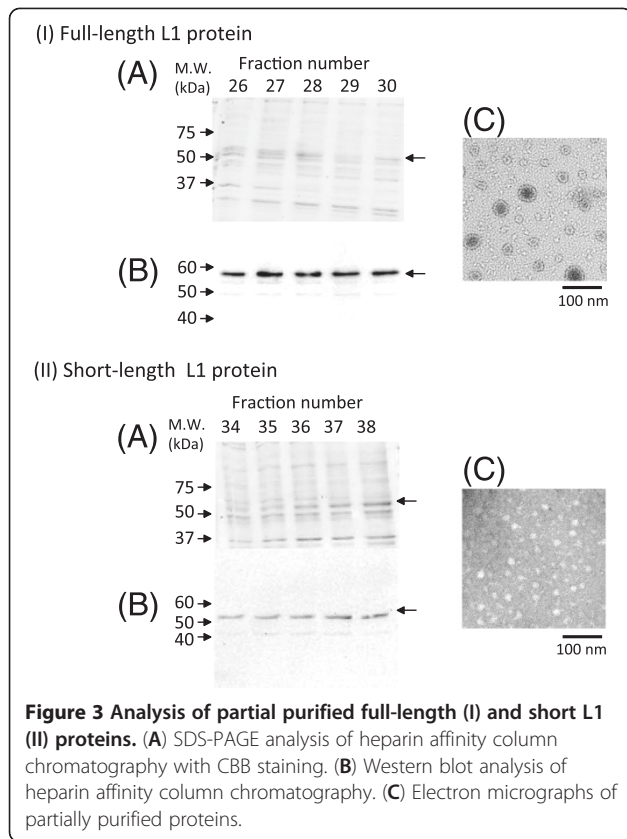 (I) Full-length L1 protein
(A)
M.W.
(kDa)
Fraction number
26 27 28 29 30
75
50
37
(B)
60
50
40
(C)
100 nm
(II) Short-length L1 protein
(A)
M.W.
(kDa)
Fraction number
34 35 36 37 38
75
50
37
(B)
60
50
40
(C)
100 nm
Figure 3 Analysis of partial purified full-length (I) and short L1
(II) proteins. (A) SDS-PAGE analysis of heparin affinity column
chromatography with CBB staining. (B) Western blot analysis of
heparin affinity column chromatography. (C) Electron micrographs of
partially purified proteins.